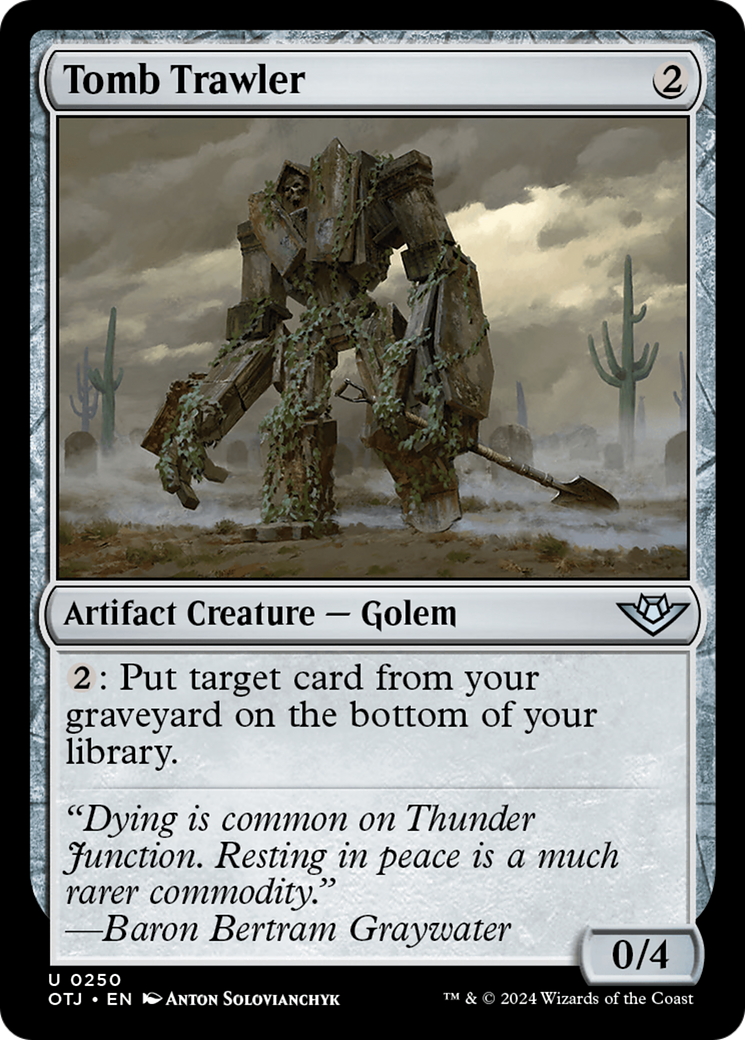 Tomb Trawler 2
Artifact Creature — Golem
2: Put target card from your
graveyard on the bottom of your
library.
“Dying is common on Thunder
Junction. Resting in peace is a much
rarer commodity.”
—Baron Bertram Graywater
0/4
U 0250
OTJ • EN Anton Solovianchyk
™ & © 2024 Wizards of the Coast